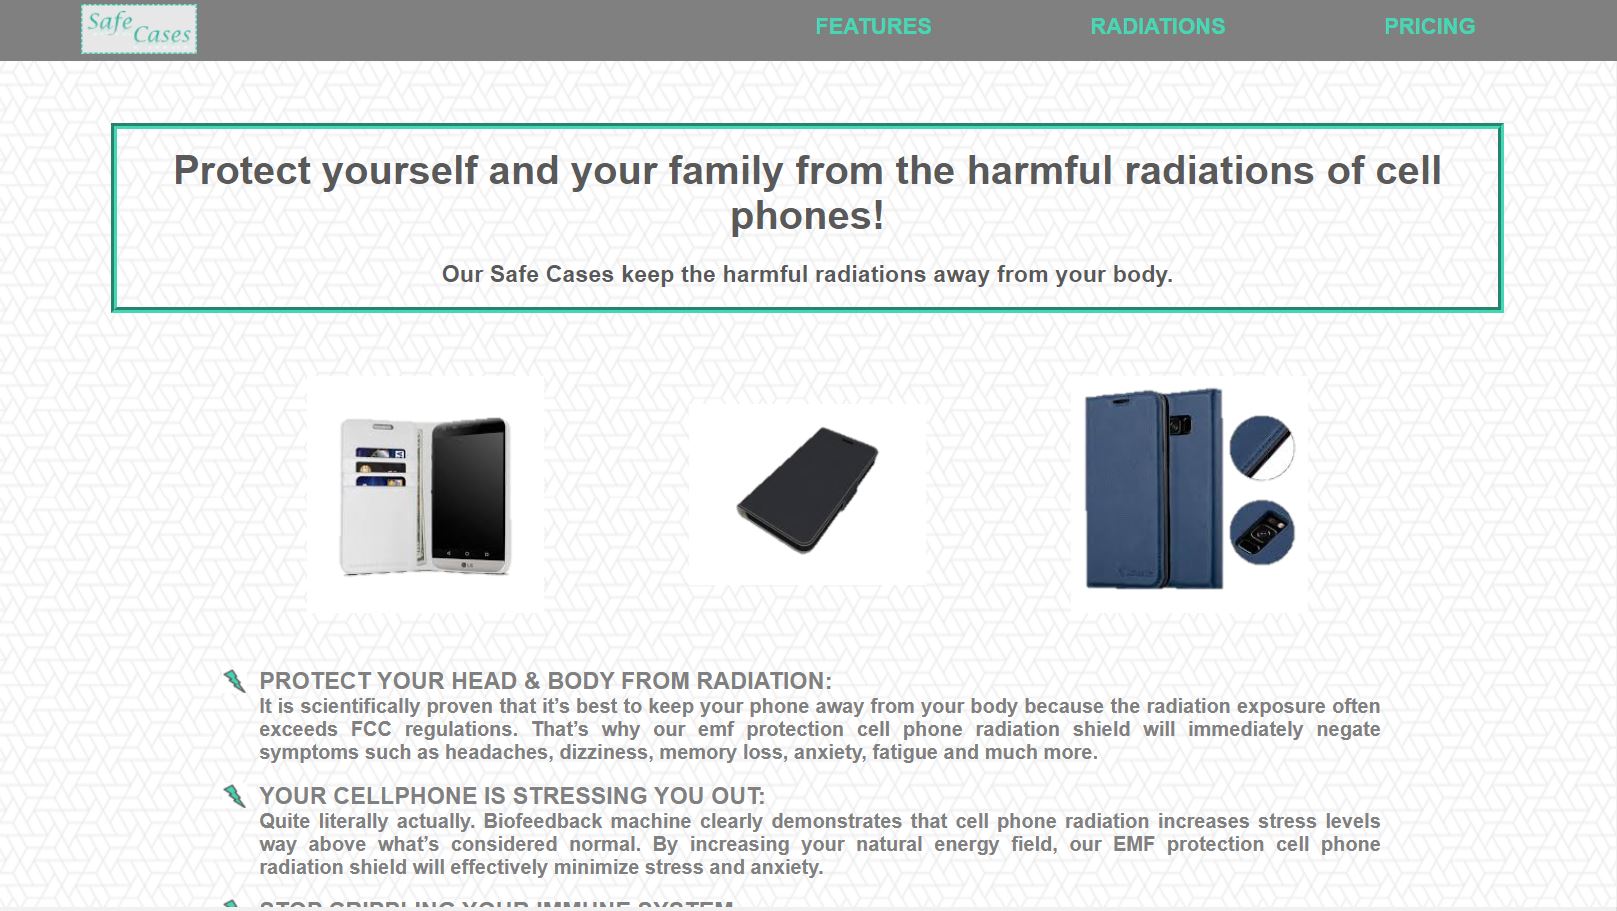 Safe
Cases
FEATURES
RADIATIONS
PRICING
Protect yourself and your family from the harmful radiations of cell
phones!
Our Safe Cases keep the harmful radiations away from your body.
LG
PROTECT YOUR HEAD & BODY FROM RADIATION:
It is scientifically proven that it’s best to keep your phone away from your body because the radiation exposure often
exceeds FCC regulations. That’s why our emf protection cell phone radiation shield will immediately negate
symptoms such as headaches, dizziness, memory loss, anxiety, fatigue and much more.
YOUR CELLPHONE IS STRESSING YOU OUT:
Quite literally actually. Biofeedback machine clearly demonstrates that cell phone radiation increases stress levels
way above what’s considered normal. By increasing your natural energy field, our EMF protection cell phone
radiation shield will effectively minimize stress and anxiety.